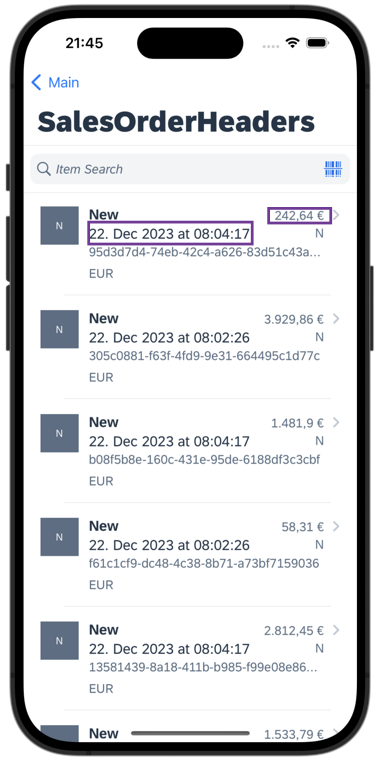 21:45
Main
SalesOrderHeaders
Item Search
N New 242,64 €
22. Dec 2023 at 08:04:17 N
95d3d7d4-74eb-42c4-a626-83d51c43a...
EUR
N New 3.929,86 €
22. Dec 2023 at 08:02:26 N
305c0881-f63f-4fd9-9e31-664495c1d77c
EUR
N New 1.481,9 €
22. Dec 2023 at 08:04:17 N
b08f5b8e-160c-431e-95de-6188df3c3cbf
EUR
N New 58,31 €
22. Dec 2023 at 08:02:26 N
f61c1cf9-dc48-4c38-8b71-a73bf7159036
EUR
N New 2.812,45 €
22. Dec 2023 at 08:04:17 N
13581439-8a18-411b-b985-f99e08e86...
EUR
New 1.533,79 €